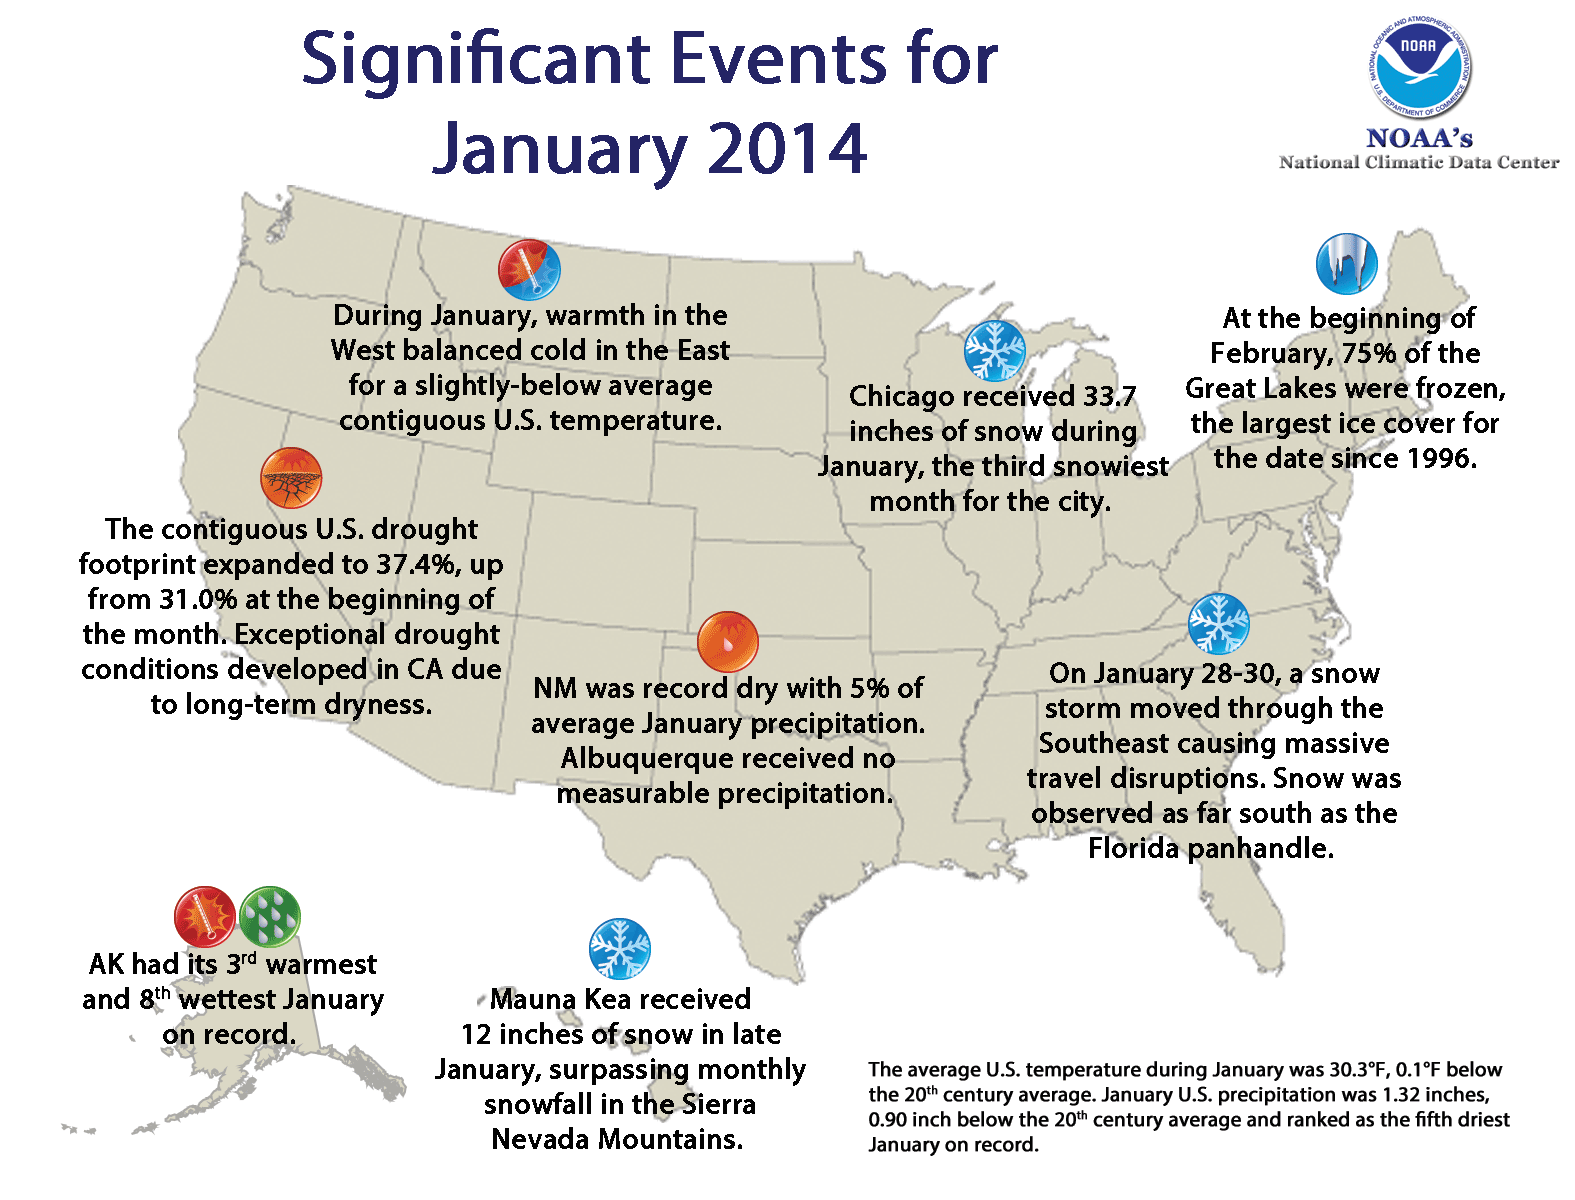 Significant Events for
January 2014
NOAA
NATIONAL OCEANIC AND ATMOSPHERIC ADMINISTRATION
U.S. DEPARTMENT OF COMMERCE
NOAA's
National Climatic Data Center
During January, warmth in the
West balanced cold in the East
for a slightly-below average
contiguous U.S. temperature.
At the beginning of
February, 75% of the
Great Lakes were frozen,
the largest ice cover for
the date since 1996.
Chicago received 33.7
inches of snow during
January, the third snowiest
month for the city.
The contiguous U.S. drought
footprint expanded to 37.4%, up
from 31.0% at the beginning of
the month. Exceptional drought
conditions developed in CA due
to long-term dryness.
NM was record dry with 5% of
average January precipitation.
Albuquerque received no
measurable precipitation.
On January 28-30, a snow
storm moved through the
Southeast causing massive
travel disruptions. Snow was
observed as far south as the
Florida panhandle.
AK had its 3rd warmest
and 8th wettest January
on record.
Mauna Kea received
12 inches of snow in late
January, surpassing monthly
snowfall in the Sierra
Nevada Mountains.
The average U.S. temperature during January was 30.3°F, 0.1°F below
the 20th century average. January U.S. precipitation was 1.32 inches,
0.90 inch below the 20th century average and ranked as the fifth driest
January on record.